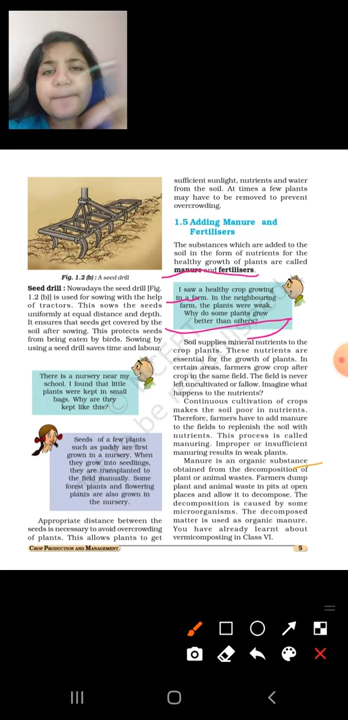 Fig. 1.2 (b) : A seed drill
Seed drill : Nowadays the seed drill [Fig.
1.2 (b)] is used for sowing with the help
of tractors. This sows the seeds
uniformly at equal distance and depth.
It ensures that seeds get covered by the
soil after sowing. This protects seeds
from being eaten by birds. Sowing by
using a seed drill saves time and labour.
There is a nursery near my
school. I found that little
plants were kept in small
bags. Why are they
kept like this?
Seeds of a few plants
such as paddy are first
grown in a nursery. When
they grow into seedlings,
they are transplanted to
the field manually. Some
forest plants and flowering
plants are also grown in
the nursery.
Appropriate distance between the
seeds is necessary to avoid overcrowding
of plants. This allows plants to get
sufficient sunlight, nutrients and water
from the soil. At times a few plants
may have to be removed to prevent
overcrowding.
1.5 Adding Manure and
Fertilisers
The substances which are added to the
soil in the form of nutrients for the
healthy growth of plants are called
manure and fertilisers.
I saw a healthy crop growing
in a farm. In the neighbouring
farm, the plants were weak.
Why do some plants grow
better than others?
Soil supplies mineral nutrients to the
crop plants. These nutrients are
essential for the growth of plants. In
certain areas, farmers grow crop after
crop in the same field. The field is never
left uncultivated or fallow. Imagine what
happens to the nutrients?
Continuous cultivation of crops
makes the soil poor in nutrients.
Therefore, farmers have to add manure
to the fields to replenish the soil with
nutrients. This process is called
manuring. Improper or insufficient
manuring results in weak plants.
Manure is an organic substance
obtained from the decomposition of
plant or animal wastes. Farmers dump
plant and animal waste in pits at open
places and allow it to decompose. The
decomposition is caused by some
microorganisms. The decomposed
matter is used as organic manure.
You have already learnt about
vermicomposting in Class VI.
CROP PRODUCTION AND MANAGEMENT
5